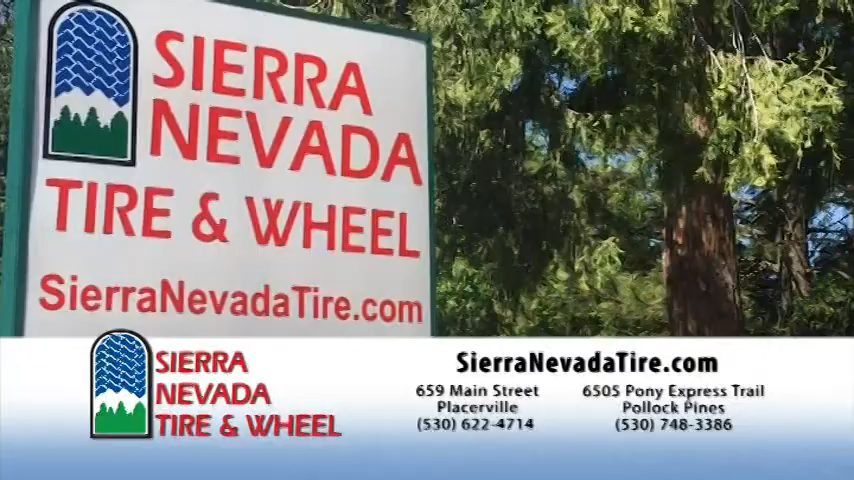 SIERRA
NEVADA
TIRE & WHEEL
SierraNevadaTire.com
SIERRA
NEVADA
TIRE & WHEEL
SierraNevadaTire.com
659 Main Street
Placerville
(530) 622-4714
6505 Pony Express Trail
Pollock Pines
(530) 748-3386